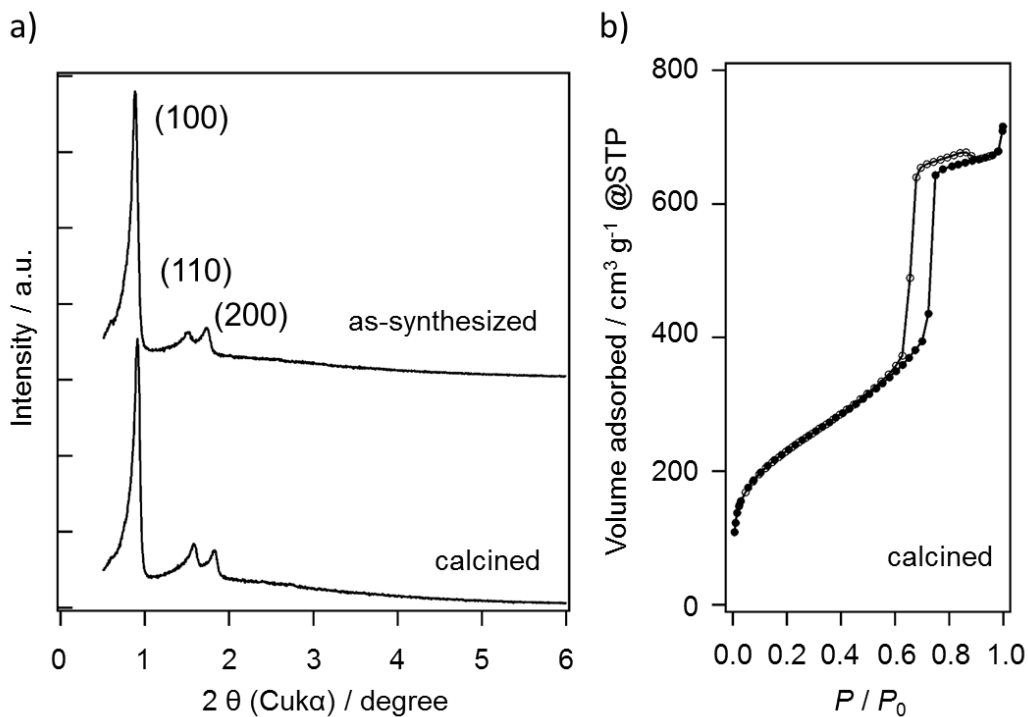 a)
(100)
(110)
(200)
as-synthesized
calcined
Intensity / a.u.
0 1 2 3 4 5 6
2 θ (Cukα) / degree
b)
800
600
400
200
0
Volume adsorbed / cm³ g⁻¹ @STP
calcined
0.0 0.2 0.4 0.6 0.8 1.0
P / P₀